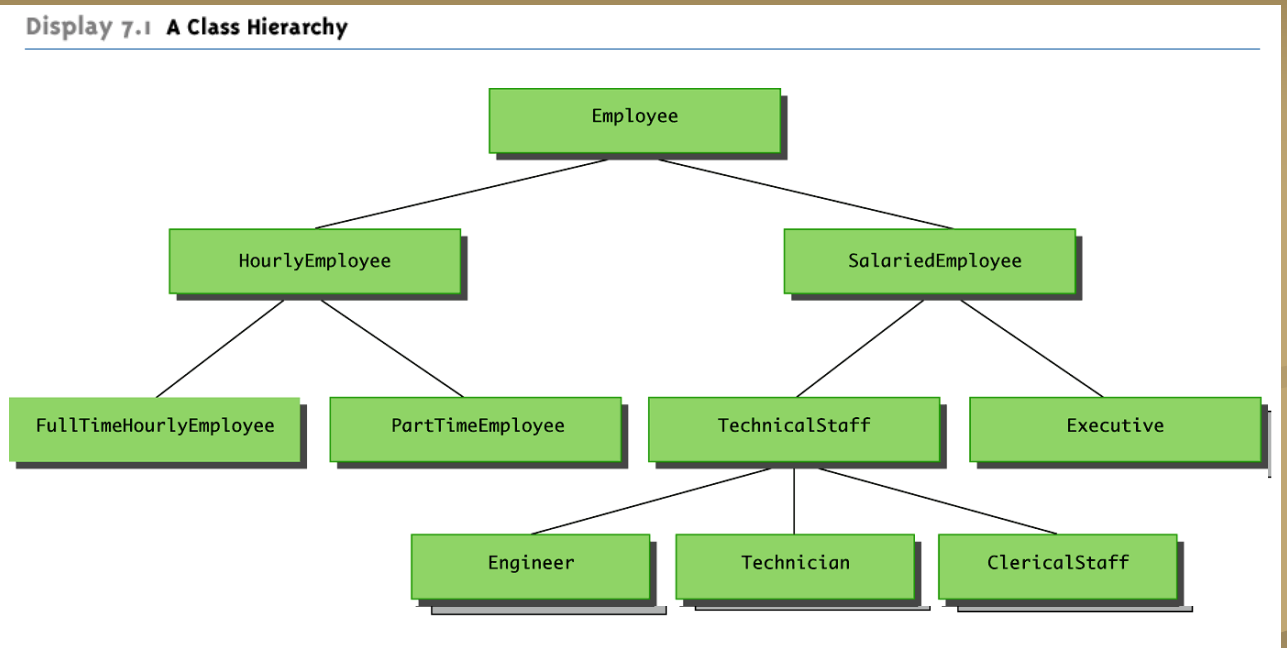 Display 7.1 A Class Hierarchy
Employee
HourlyEmployee
SalariedEmployee
FullTimeHourlyEmployee
PartTimeEmployee
TechnicalStaff
Executive
Engineer
Technician
ClericalStaff